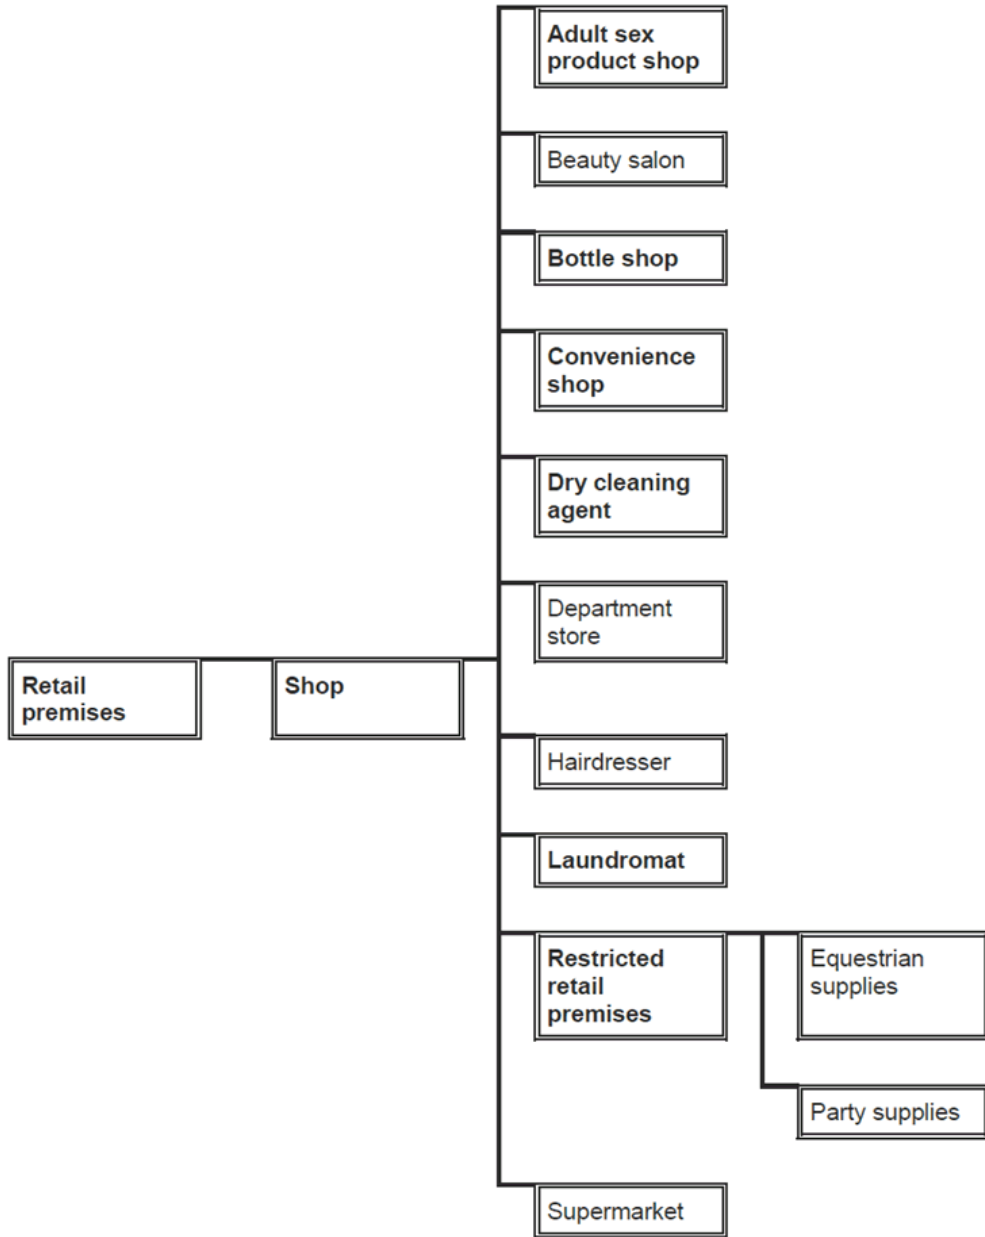 Adult sex
product shop
Beauty salon
Bottle shop
Convenience
shop
Dry cleaning
agent
Department
store
Retail
premises
Shop
Hairdresser
Laundromat
Restricted
retail
premises
Equestrian
supplies
Party supplies
Supermarket